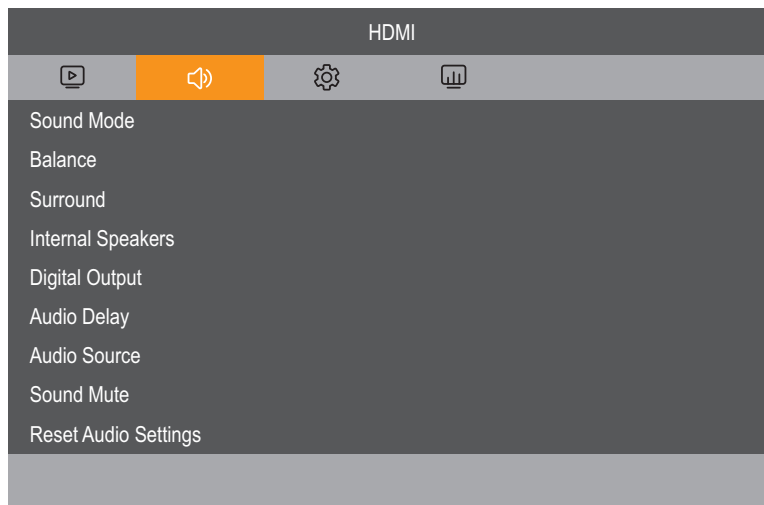 HDMI
Sound Mode
Balance
Surround
Internal Speakers
Digital Output
Audio Delay
Audio Source
Sound Mute
Reset Audio Settings